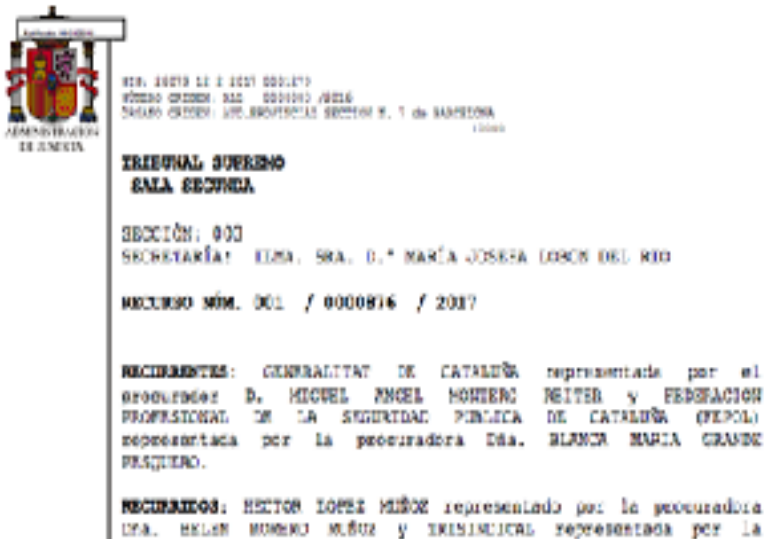 ADMINISTRACION
DE JUSTICIA
TRIBUNAL SUPREMO
SALA SEGUNDA
SECCIÓN:
SECRETARÍA: ILMA. SRA. D.ª MARÍA JOSEFA LOBON DEL RIO
RECURSO NÚM. 001 / 0000876 / 2017
RECURRENTES: GENERALITAT DE CATALUÑA representada por el
procurador D. MIGUEL ANGEL MONTERO REITER y FEDERACION
PROFESIONAL DE LA SEGURIDAD PUBLICA DE CATALUÑA (FEPOL)
representada por la procuradora Dña. BLANCA MARIA GRANDE
PESQUERO.
RECURRIDOS: HECTOR LOPEZ MUÑOZ representado por la procuradora
Dña. BELEN ROMERO MUÑOZ y representada por la